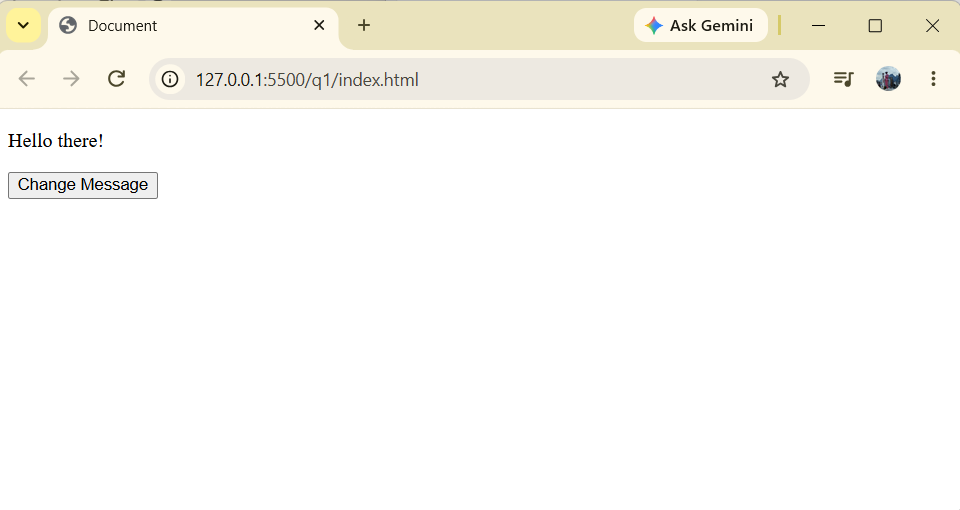 Document
Ask Gemini
127.0.0.1:5500/q1/index.html
Hello there!
Change Message